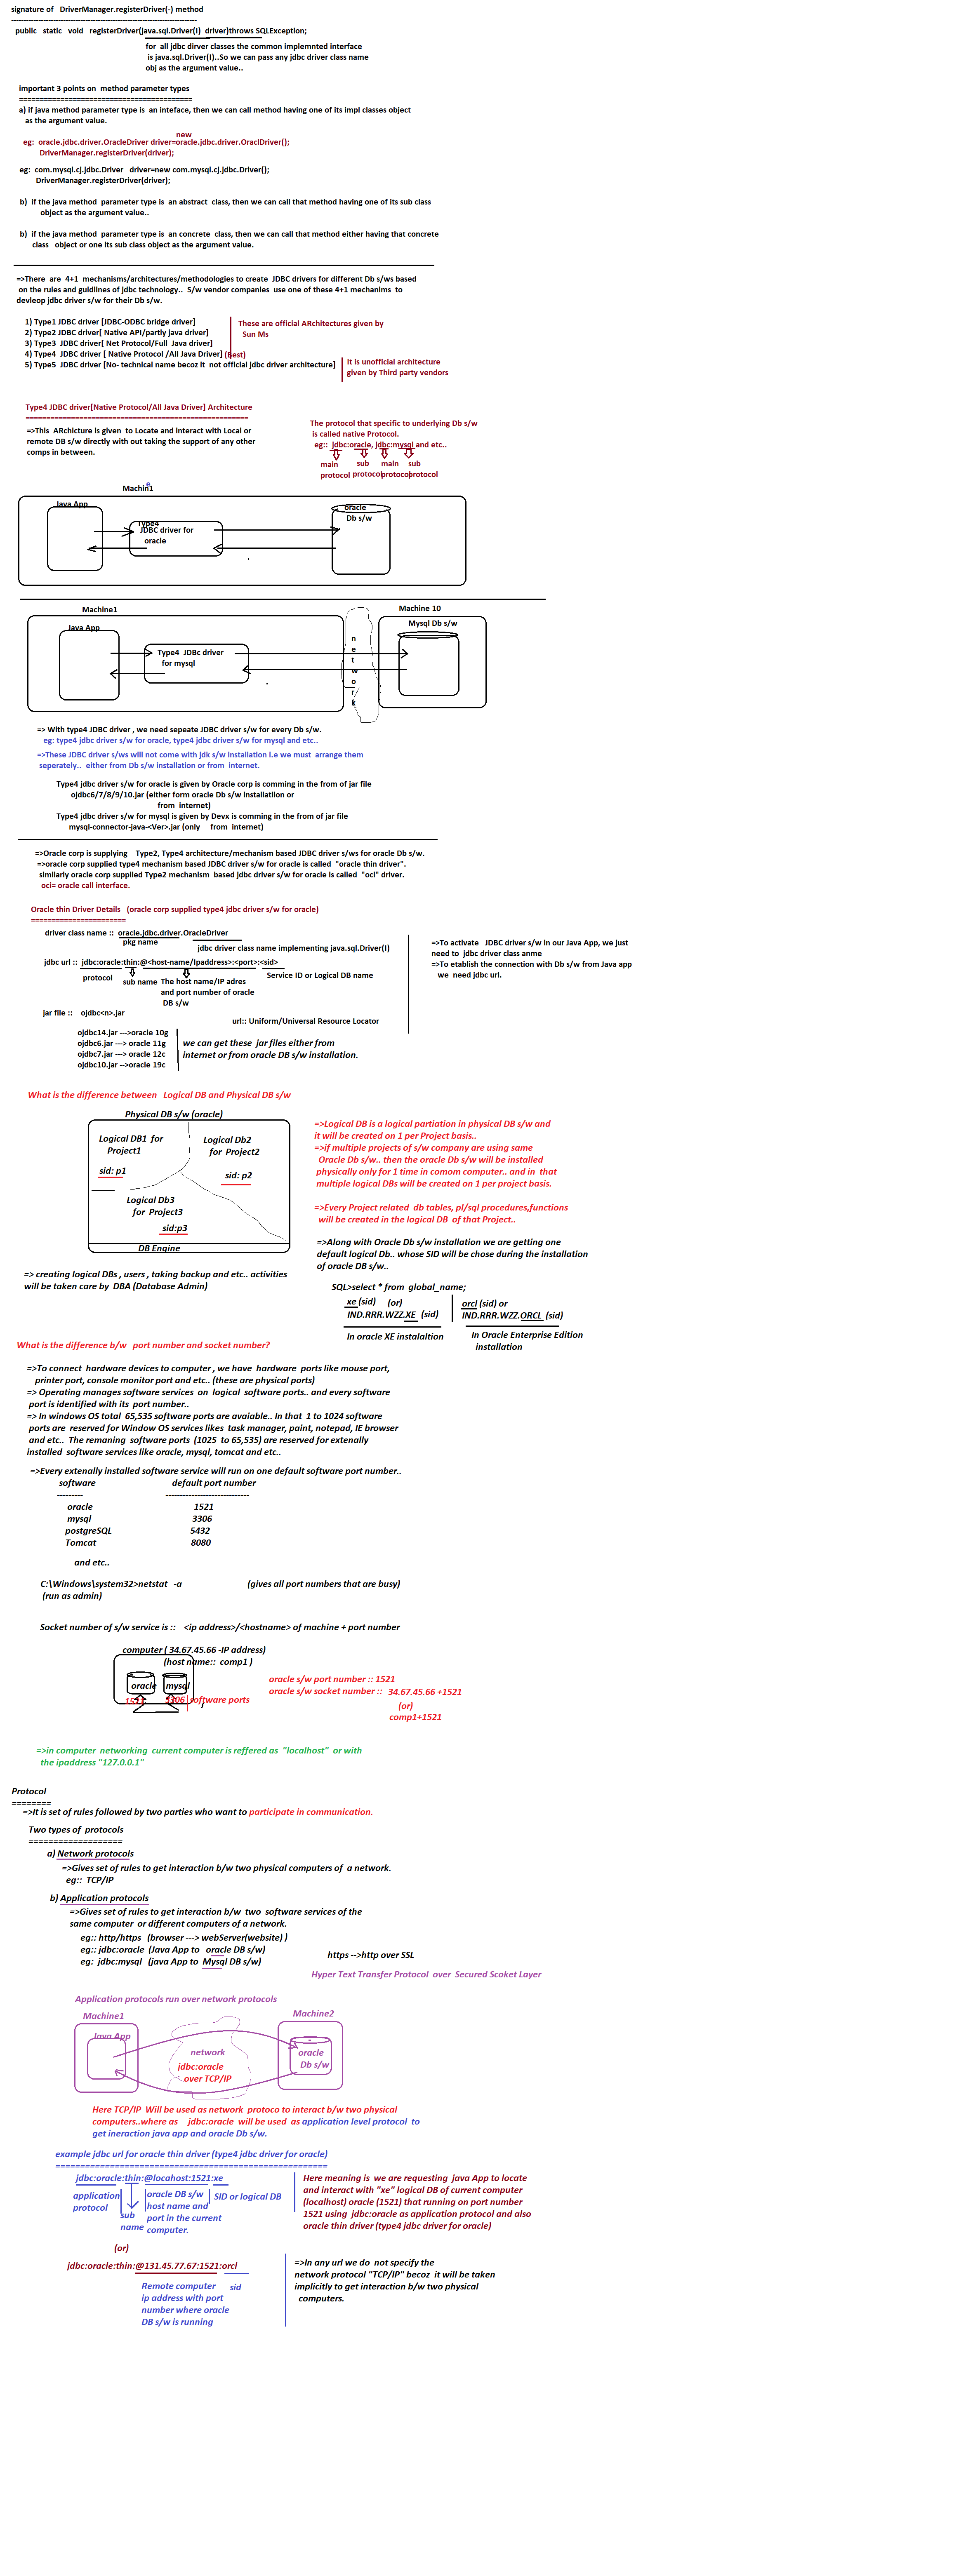 signature of DriverManager.registerDriver(-) method
------------------------------------------------------------------------
public static void registerDriver(java.sql.Driver(I) driver)throws SQLException;
for all jdbc dirver classes the common implemnted interface
is java.sql.Driver(I)..So we can pass any jdbc driver class name
obj as the argument value..
important 3 points on method parameter types
==========================================
a) if java method parameter type is an inteface, then we can call method having one of its impl classes object
as the argument value.
new
eg: oracle.jdbc.driver.OracleDriver driver=oracle.jdbc.driver.OraclDriver();
DriverManager.registerDriver(driver);
eg: com.mysql.cj.jdbc.Driver driver=new com.mysql.cj.jdbc.Driver();
DriverManager.registerDriver(driver);
b) if the java method parameter type is an abstract class, then we can call that method having one of its sub class
object as the argument value..
b) if the java method parameter type is an concrete class, then we can call that method either having that concrete
class object or one its sub class object as the argument value.
=>There are 4+1 mechanisms/architectures/methodologies to create JDBC drivers for different Db s/ws based
on the rules and guidlines of jdbc technology.. S/w vendor companies use one of these 4+1 mechanims to
devleop jdbc driver s/w for their Db s/w.
1) Type1 JDBC driver [JDBC-ODBC bridge driver]
2) Type2 JDBC driver[ Native API/partly java driver]
3) Type3 JDBC driver[ Net Protocol/Full Java driver]
4) Type4 JDBC driver [ Native Protocol /All Java Driver] (Best)
5) Type5 JDBC driver [No- technical name becoz it not official jdbc driver architecture]
These are official ARchitectures given by
Sun Ms
It is unofficial architecture
given by Third party vendors
Type4 JDBC driver[Native Protocol/All Java Driver] Architecture
======================================================
=>This ARchicture is given to Locate and interact with Local or
remote DB s/w directly with out taking the support of any other
comps in between.
The protocol that specific to underlying Db s/w
is called native Protocol.
eg:: jdbc:oracle, jdbc:mysql and etc..
main sub main sub
protocol protocol protocol protocol
Machin1
e
Java App
Type4
JDBC driver for
oracle
oracle
Db s/w
Machine1
Machine 10
Java App
Type4 JDBc driver
for mysql
n
e
t
w
o
r
k
Mysql Db s/w
=> With type4 JDBC driver , we need sepeate JDBC driver s/w for every Db s/w.
eg: type4 jdbc driver s/w for oracle, type4 jdbc driver s/w for mysql and etc..
=>These JDBC driver s/ws will not come with jdk s/w installation i.e we must arrange them
seperately.. either from Db s/w installation or from internet.
Type4 jdbc driver s/w for oracle is given by Oracle corp is comming in the from of jar file
ojdbc6/7/8/9/10.jar (either form oracle Db s/w installatiion or
from internet)
Type4 jdbc driver s/w for mysql is given by Devx is comming in the from of jar file
mysql-connector-java-<Ver>.jar (only from internet)
=>Oracle corp is supplying Type2, Type4 architecture/mechanism based JDBC driver s/ws for oracle Db s/w.
=>oracle corp supplied type4 mechanism based JDBC driver s/w for oracle is called "oracle thin driver".
similarly oracle corp supplied Type2 mechanism based jdbc driver s/w for oracle is called "oci" driver.
oci= oracle call interface.
Oracle thin Driver Details (oracle corp supplied type4 jdbc driver s/w for oracle)
=======================
driver class name :: oracle.jdbc.driver.OracleDriver
pkg name
jdbc driver class name implementing java.sql.Driver(I)
jdbc url :: jdbc:oracle:thin:@<host-name/Ipaddress>:<port>:<sid>
protocol
sub name
The host name/IP adres
and port number of oracle
DB s/w
Service ID or Logical DB name
=>To activate JDBC driver s/w in our Java App, we just
need to jdbc driver class anme
=>To etablish the connection with Db s/w from Java app
we need jdbc url.
jar file :: ojdbc<n>.jar
url:: Uniform/Universal Resource Locator
ojdbc14.jar --->oracle 10g
ojdbc6.jar ---> oracle 11g
ojdbc7.jar ---> oracle 12c
ojdbc10.jar -->oracle 19c
we can get these jar files either from
internet or from oracle DB s/w installation.
What is the difference between Logical DB and Physical DB s/w
Physical DB s/w (oracle)
Logical DB1 for
Project1
sid: p1
Logical Db2
for Project2
sid: p2
Logical Db3
for Project3
sid:p3
DB Engine
=>Logical DB is a logical partiation in physical DB s/w and
it will be created on 1 per Project basis..
=>if multiple projects of s/w company are using same
Oracle Db s/w.. then the oracle Db s/w will be installed
physically only for 1 time in comom computer.. and in that
multiple logical DBs will be created on 1 per project basis.
=>Every Project related db tables, pl/sql procedures,functions
will be created in the logical DB of that Project..
=>Along with Oracle Db s/w installation we are getting one
default logical Db.. whose SID will be chose during the installation
of oracle DB s/w..
=> creating logical DBs , users , taking backup and etc.. activities
will be taken care by DBA (Database Admin)
SQL>select * from global_name;
xe (sid) (or)
IND.RRR.WZZ.XE (sid)
In oracle XE instalaltion
orcl (sid) or
IND.RRR.WZZ.ORCL (sid)
In Oracle Enterprise Edition
installation
What is the difference b/w port number and socket number?
=>To connect hardware devices to computer , we have hardware ports like mouse port,
printer port, console monitor port and etc.. (these are physical ports)
=> Operating manages software services on logical software ports.. and every software
port is identified with its port number..
=> In windows OS total 65,535 software ports are avaiable.. In that 1 to 1024 software
ports are reserved for Window OS services likes task manager, paint, notepad, IE browser
and etc.. The remaning software ports (1025 to 65,535) are reserved for extenally
installed software services like oracle, mysql, tomcat and etc..
=>Every extenally installed software service will run on one default software port number..
software default port number
--------- ----------------------------
oracle 1521
mysql 3306
postgreSQL 5432
Tomcat 8080
and etc..
C:\Windows\system32>netstat -a (gives all port numbers that are busy)
(run as admin)
Socket number of s/w service is :: <ip address>/<hostname> of machine + port number
computer ( 34.67.45.66 -IP address)
(host name:: comp1 )
oracle mysql
1521 3306 software ports
oracle s/w port number :: 1521
oracle s/w socket number :: 34.67.45.66 +1521
(or)
comp1+1521
=>in computer networking current computer is reffered as "localhost" or with
the ipaddress "127.0.0.1"
Protocol
========
=>It is set of rules followed by two parties who want to participate in communication.
Two types of protocols
===================
a) Network protocols
=>Gives set of rules to get interaction b/w two physical computers of a network.
eg:: TCP/IP
b) Application protocols
=>Gives set of rules to get interaction b/w two software services of the
same computer or different computers of a network.
eg:: http/https (browser ---> webServer(website) )
eg:: jdbc:oracle (Java App to oracle DB s/w)
eg: jdbc:mysql (java App to Mysql DB s/w)
https -->http over SSL
Hyper Text Transfer Protocol over Secured Scoket Layer
Application protocols run over network protocols
Machine1
Machine2
Java App
network
jdbc:oracle
over TCP/IP
oracle
Db s/w
Here TCP/IP Will be used as network protoco to interact b/w two physical
computers..where as jdbc:oracle will be used as application level protocol to
get ineraction java app and oracle Db s/w.
example jdbc url for oracle thin driver (type4 jdbc driver for oracle)
=======================================================
jdbc:oracle:thin:@locahost:1521:xe
application
protocol
sub
name
oracle DB s/w
host name and
port in the current
computer.
SID or logical DB
Here meaning is we are requesting java App to locate
and interact with "xe" logical DB of current computer
(localhost) oracle (1521) that running on port number
1521 using jdbc:oracle as application protocol and also
oracle thin driver (type4 jdbc driver for oracle)
(or)
jdbc:oracle:thin:@131.45.77.67:1521:orcl
Remote computer
ip address with port
number where oracle
DB s/w is running
sid
=>In any url we do not specify the
network protocol "TCP/IP" becoz it will be taken
implicitly to get interaction b/w two physical
computers.